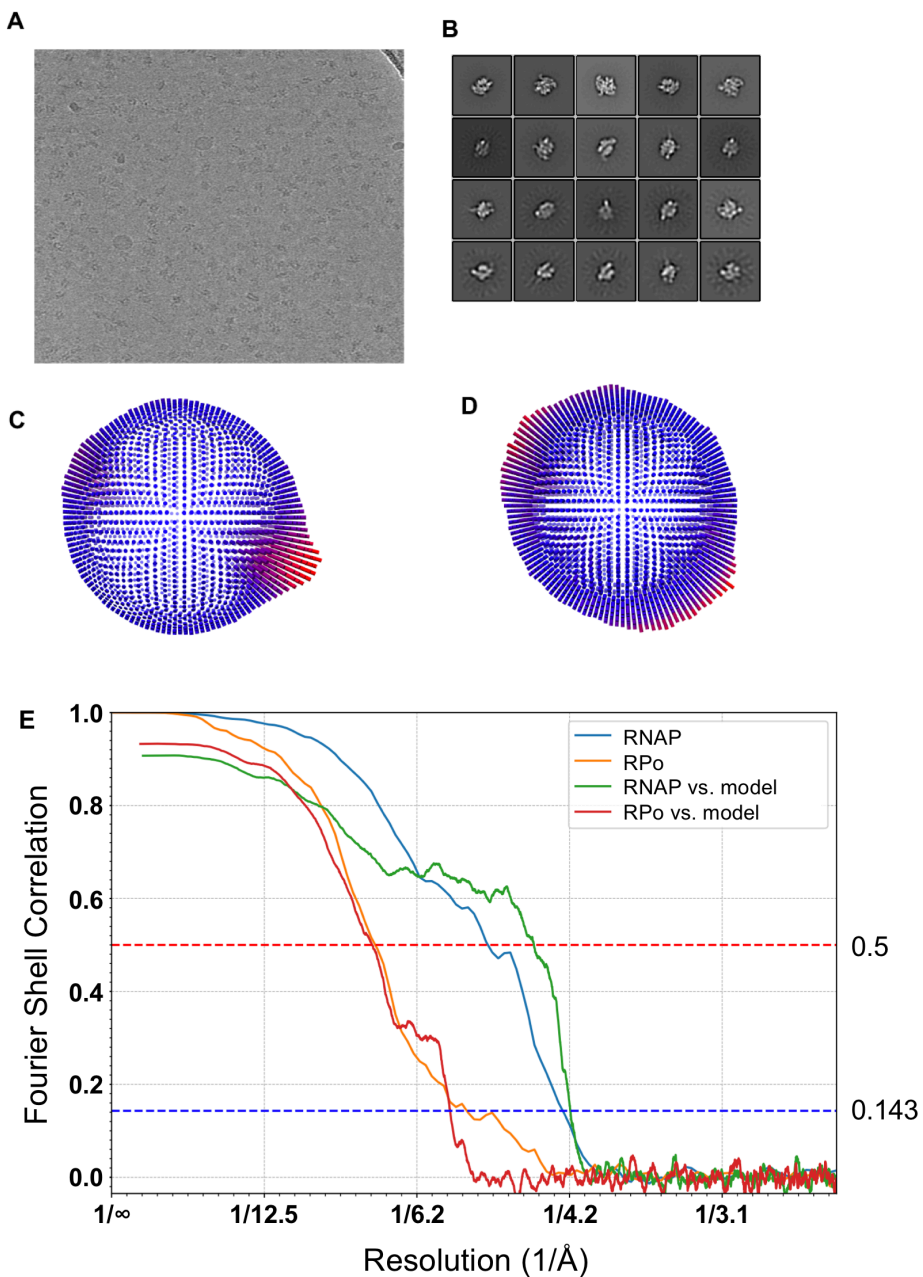 A
B
C
D
E
1.0
0.8
0.6
0.4
0.2
0.0
Fourier Shell Correlation
RNAP
RPo
RNAP vs. model
RPo vs. model
0.5
0.143
1/∞
1/12.5
1/6.2
1/4.2
1/3.1
Resolution (1/Å)